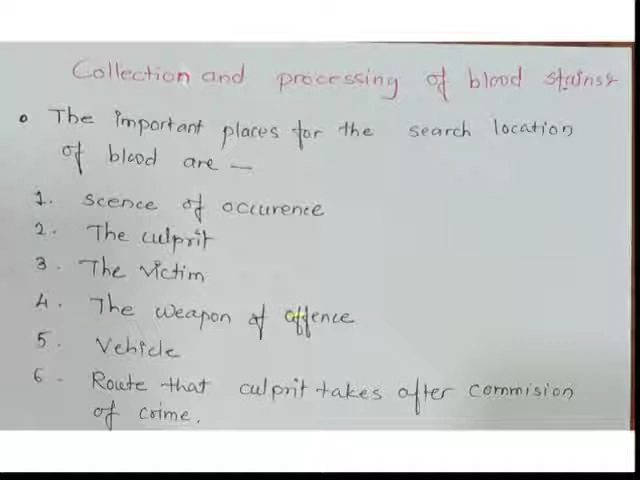 Collection and processing of blood stains
• The important places for the search location
of blood are —
1. Scence of occurence
2. The culprit
3. The victim
4. The weapon of offence
5. Vehicle
6. Route that culprit takes after commision
of crime.